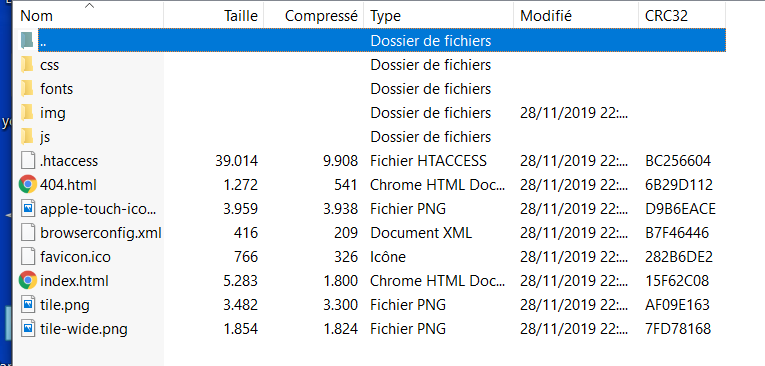 Nom Taille Compressé Type Modifié CRC32
.. Dossier de fichiers
css Dossier de fichiers
fonts Dossier de fichiers
img Dossier de fichiers 28/11/2019 22:...
js Dossier de fichiers
.htaccess 39.014 9.908 Fichier HTACCESS 28/11/2019 22:... BC256604
404.html 1.272 541 Chrome HTML Doc... 28/11/2019 22:... 6B29D112
apple-touch-ico... 3.959 3.938 Fichier PNG 28/11/2019 22:... D9B6EACE
browserconfig.xml 416 209 Document XML 28/11/2019 22:... B7F46446
favicon.ico 766 326 Icône 28/11/2019 22:... 282B6DE2
index.html 5.283 1.800 Chrome HTML Doc... 28/11/2019 22:... 15F62C08
tile.png 3.482 3.300 Fichier PNG 28/11/2019 22:... AF09E163
tile-wide.png 1.854 1.824 Fichier PNG 28/11/2019 22:... 7FD78168